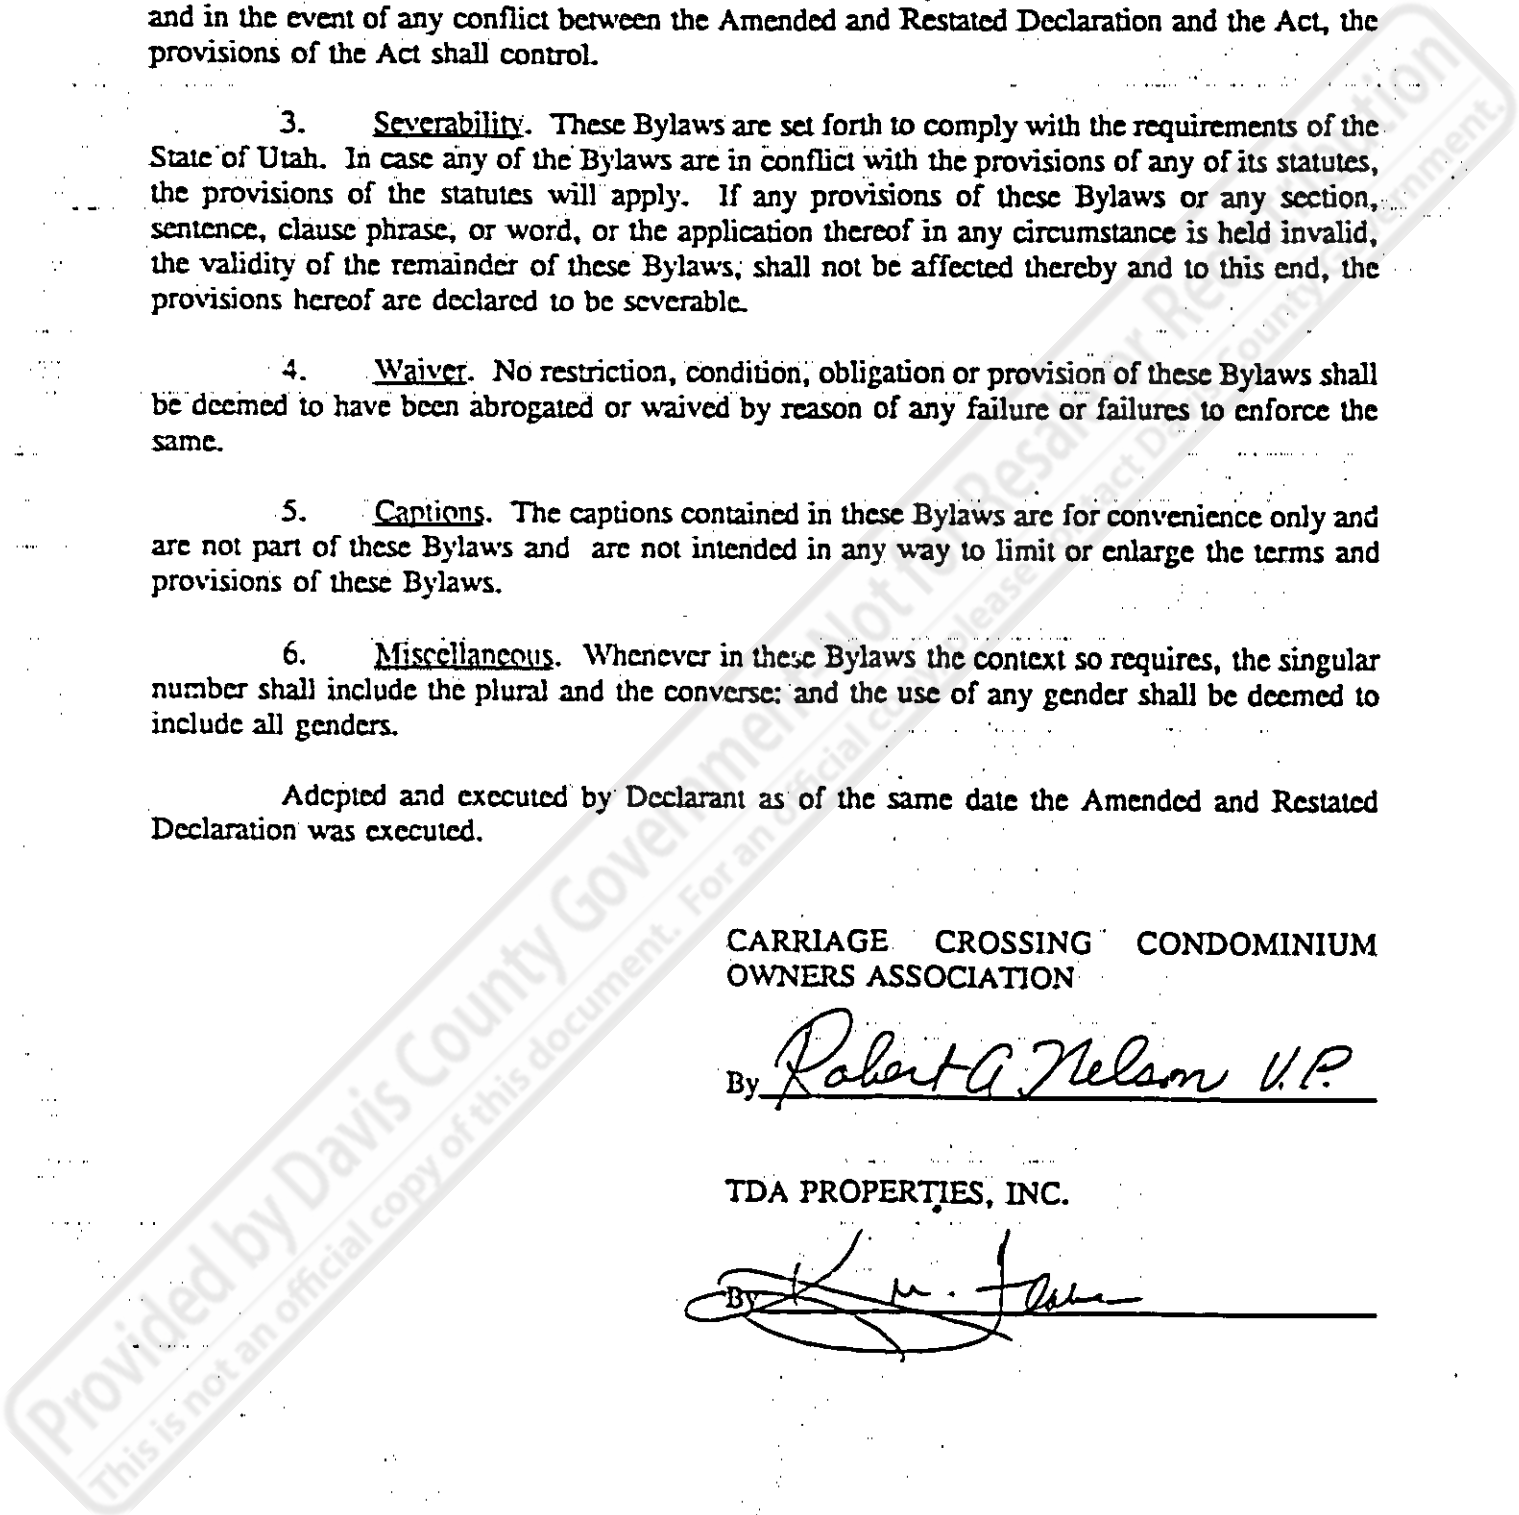 and in the event of any conflict between the Amended and Restated Declaration and the Act, the
provisions of the Act shall control.
3. Severability. These Bylaws are set forth to comply with the requirements of the
State of Utah. In case any of the Bylaws are in conflict with the provisions of any of its statutes,
the provisions of the statutes will apply. If any provisions of these Bylaws or any section,
sentence, clause phrase, or word, or the application thereof in any circumstance is held invalid,
the validity of the remainder of these Bylaws, shall not be affected thereby and to this end, the
provisions hereof are declared to be severable.
4. Waiver. No restriction, condition, obligation or provision of these Bylaws shall
be deemed to have been abrogated or waived by reason of any failure or failures to enforce the
same.
5. Captions. The captions contained in these Bylaws are for convenience only and
are not part of these Bylaws and are not intended in any way to limit or enlarge the terms and
provisions of these Bylaws.
6. Miscellaneous. Whenever in these Bylaws the context so requires, the singular
number shall include the plural and the converse: and the use of any gender shall be deemed to
include all genders.
Adopted and executed by Declarant as of the same date the Amended and Restated
Declaration was executed.
CARRIAGE CROSSING CONDOMINIUM
OWNERS ASSOCIATION
By Robert A Nelson V.P.
TDA PROPERTIES, INC.
By
Provided by Davis County Government-Not for Resale or Redistribution
This is not an official copy of this document. For an official copy, please contact Davis County Government.